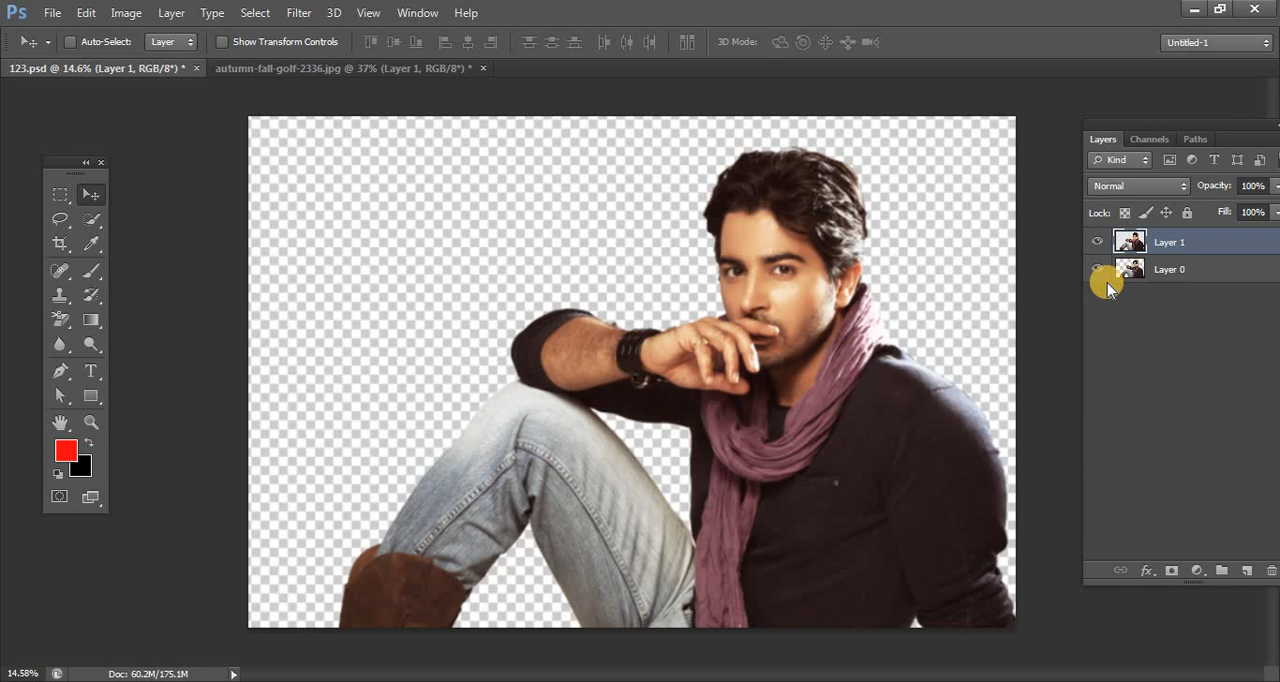 Ps File Edit Image Layer Type Select Filter 3D View Window Help
Auto-Select: Layer Show Transform Controls 3D Mode: Untitled-1
123.psd @ 14.6% (Layer 1, RGB/8*) * × autumn-fall-golf-2336.jpg @ 37% (Layer 1, RGB/8*) * ×
Layers Channels Paths
Kind
Normal Opacity: 100%
Lock: Fill: 100%
Layer 1
Layer 0
fx
14.58% Doc: 60.2M/175.1M